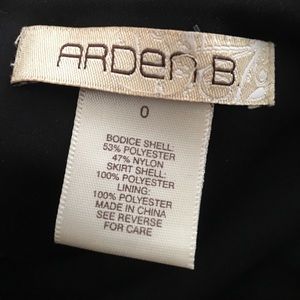 ARDEN B
0
BODICE SHELL:
53% POLYESTER
47% NYLON
SKIRT SHELL:
100% POLYESTER
LINING:
100% POLYESTER
MADE IN CHINA
SEE REVERSE
FOR CARE